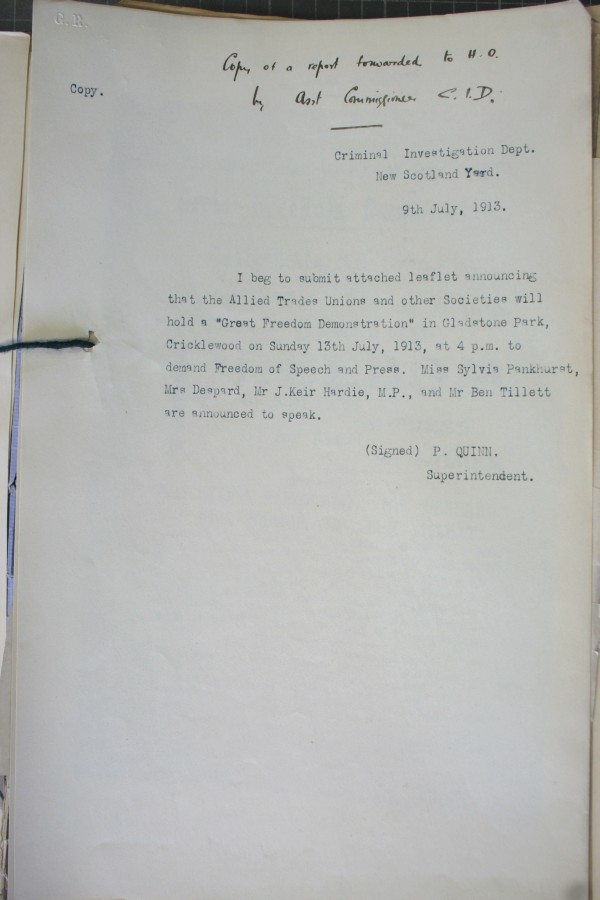 G.R.
Copy of a report forwarded to H.O.
by Asst Commissioner C.I.D.
Copy.
Criminal Investigation Dept.
New Scotland Yard.
9th July, 1913.
I beg to submit attached leaflet announcing
that the Allied Trades Unions and other Societies will
hold a "Great Freedom Demonstration" in Gladstone Park,
Cricklewood on Sunday 13th July, 1913, at 4 p.m. to
demand Freedom of Speech and Press. Miss Sylvia Pankhurst,
Mrs Despard, Mr J.Keir Hardie, M.P., and Mr Ben Tillett
are announced to speak.
(Signed) P. QUINN.
Superintendent.